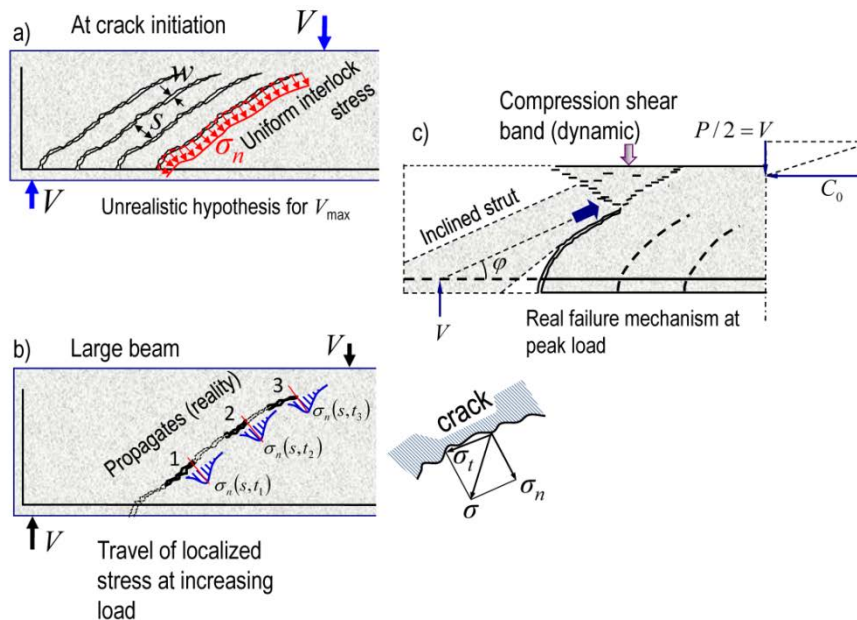 a) At crack initiation
V
w
s
σn
Uniform interlock
stress
V
Unrealistic hypothesis for Vmax
b) Large beam
V
Propagates (reality)
1
2
3
σn(s,t1)
σn(s,t2)
σn(s,t3)
V
Travel of localized
stress at increasing
load
c)
Compression shear
band (dynamic)
P/2=V
C0
Inclined strut
φ
V
Real failure mechanism at
peak load
crack
σt
σn
σ